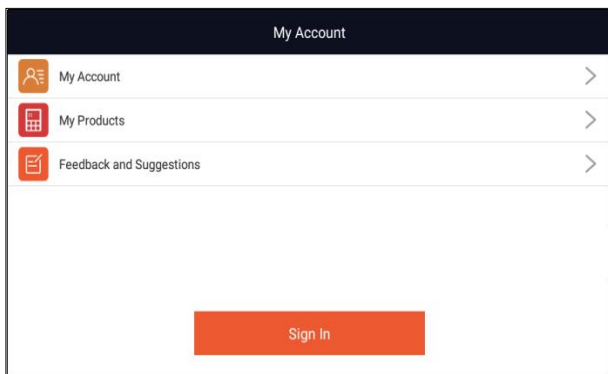 My Account
My Account
My Products
Feedback and Suggestions
Sign In